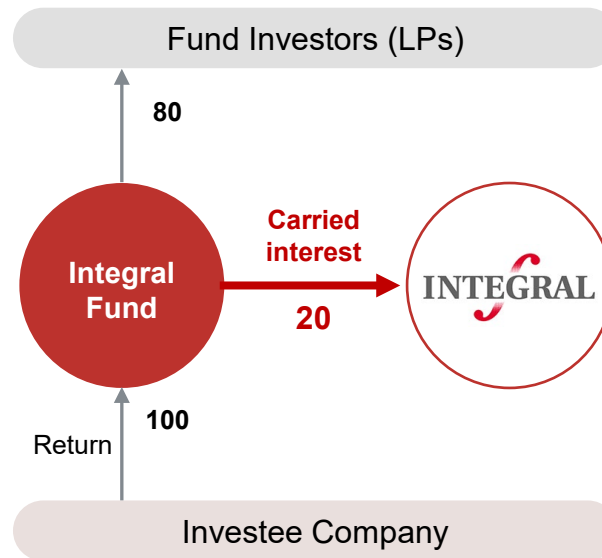 Fund Investors (LPs)
80
Carried
interest
20
Integral
Fund
INTEGRAL
100
Return
Investee Company